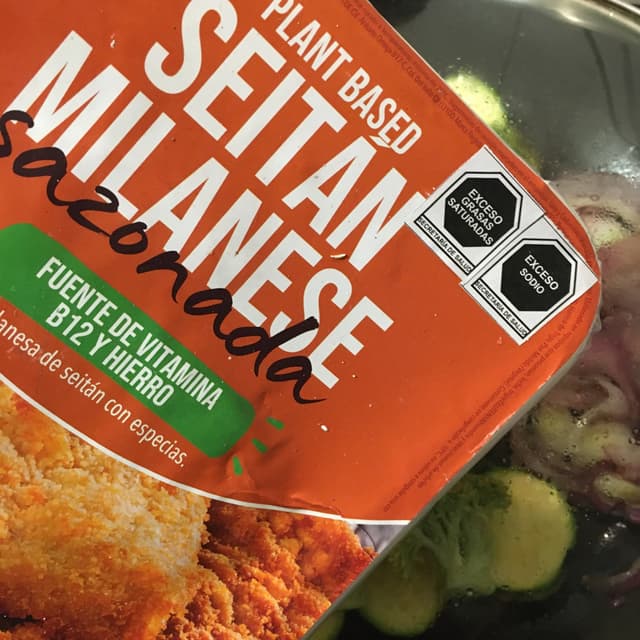 PLANT BASED
SEITÁN
MILANESE
sazonada
FUENTE DE VITAMINA
B12 Y HIERRO
lanesa de seitán con especias.
EXCESO
GRASAS
SATURADAS
SECRETARÍA DE SALUD
EXCESO
SODIO
SECRETARÍA DE SALUD